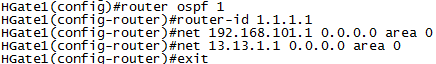 HGate1(config)#router ospf 1
HGate1(config-router)#router-id 1.1.1.1
HGate1(config-router)#net 192.168.101.1 0.0.0.0 area 0
HGate1(config-router)#net 13.13.1.1 0.0.0.0 area 0
HGate1(config-router)#exit